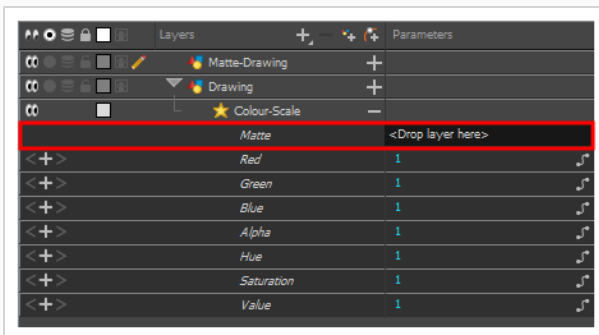 Layers Parameters
Matte-Drawing
Drawing
Colour-Scale
Matte <Drop layer here>
Red 1
Green 1
Blue 1
Alpha 1
Hue 1
Saturation 1
Value 1